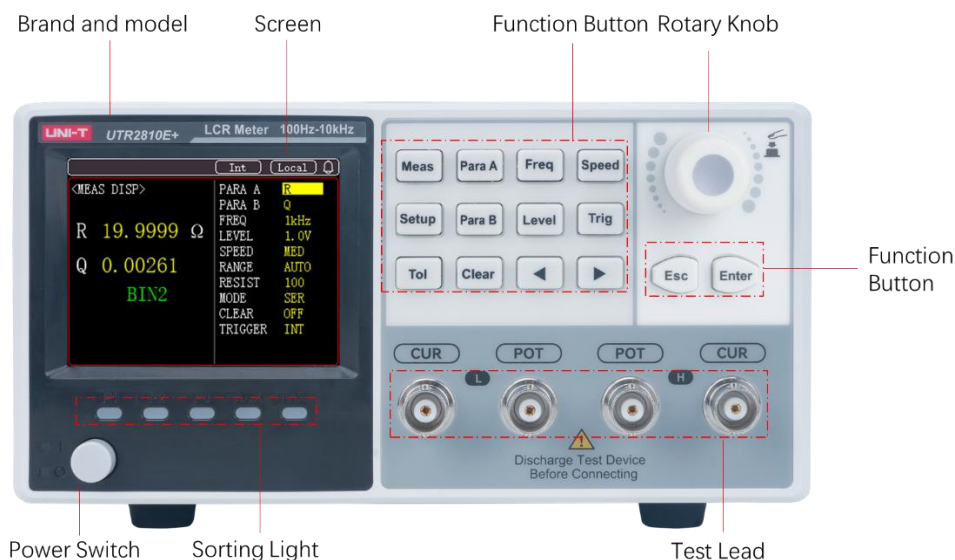 Brand and model
Screen
Function Button
Rotary Knob
UNI-T UTR2810E+ LCR Meter 100Hz-10kHz
Int Local
<MEAS DISP>
R 19.9999 Ω
Q 0.00261
BIN2
PARA A R
PARA B Q
FREQ 1kHz
LEVEL 1.0V
SPEED MED
RANGE AUTO
RESIST 100
MODE SER
CLEAR OFF
TRIGGER INT
Meas Para A Freq Speed
Setup Para B Level Trig
Tol Clear
Esc Enter
Function
Button
CUR POT POT CUR
L H
Discharge Test Device
Before Connecting
Power Switch
Sorting Light
Test Lead